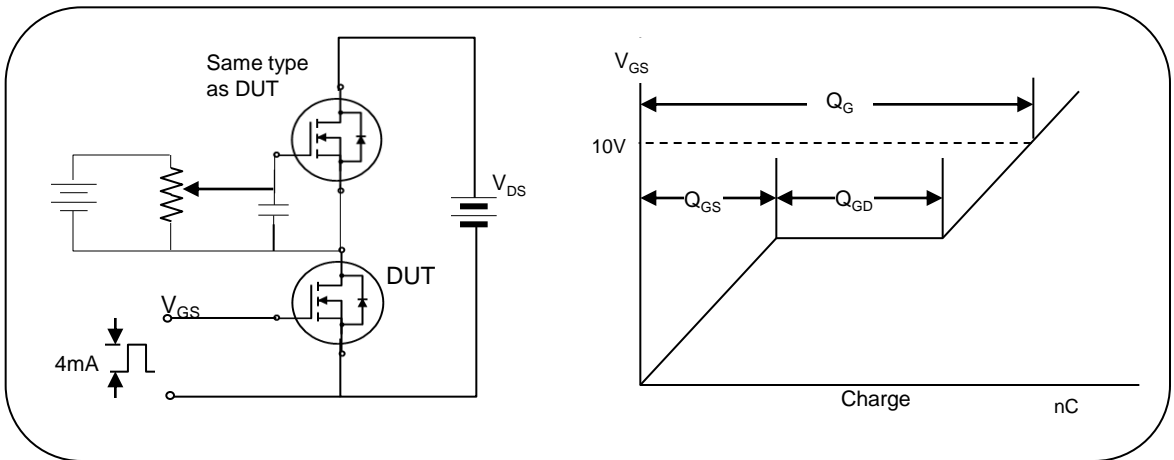 Same type
as DUT
V_DS
DUT
V_GS
4mA
V_GS
Q_G
10V
Q_GS
Q_GD
Charge
nC